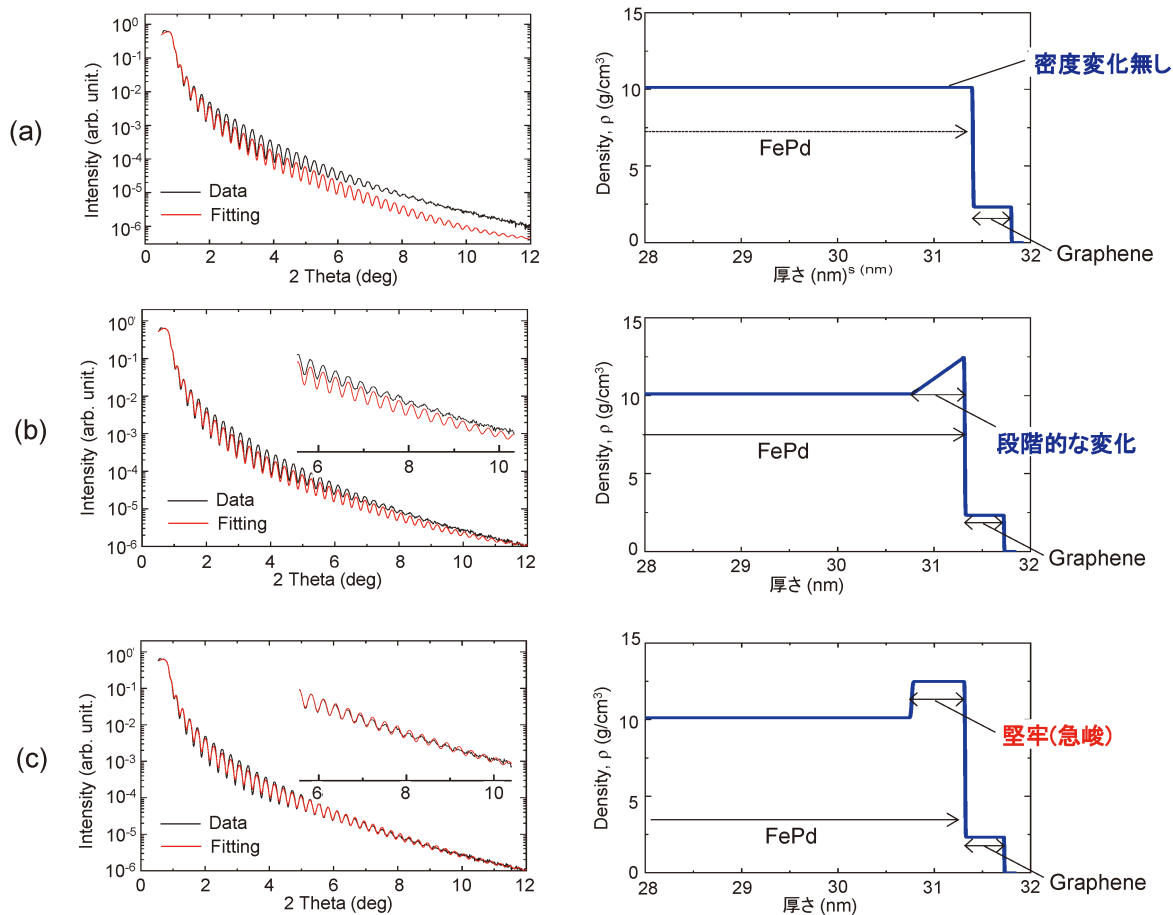 (a)
Intensity (arb. unit.)
10⁰
10⁻¹
10⁻²
10⁻³
10⁻⁴
10⁻⁵
10⁻⁶
Data
Fitting
0 2 4 6 8 10 12
2 Theta (deg)
Density, ρ (g/cm³)
15
10
5
0
密度変化無し
FePd
Graphene
28 29 30 31 32
厚さ (nm)s (nm)
(b)
Intensity (arb. unit.)
10⁰
10⁻¹
10⁻²
10⁻³
10⁻⁴
10⁻⁵
10⁻⁶
6 8 10
Data
Fitting
0 2 4 6 8 10 12
2 Theta (deg)
Density, ρ (g/cm³)
15
10
5
0
段階的な変化
FePd
Graphene
28 29 30 31 32
厚さ (nm)
(c)
Intensity (arb. unit.)
10⁰
10⁻¹
10⁻²
10⁻³
10⁻⁴
10⁻⁵
10⁻⁶
6 8 10
Data
Fitting
0 2 4 6 8 10 12
2 Theta (deg)
Density, ρ (g/cm³)
15
10
5
0
堅牢(急峻)
FePd
Graphene
28 29 30 31 32
厚さ (nm)